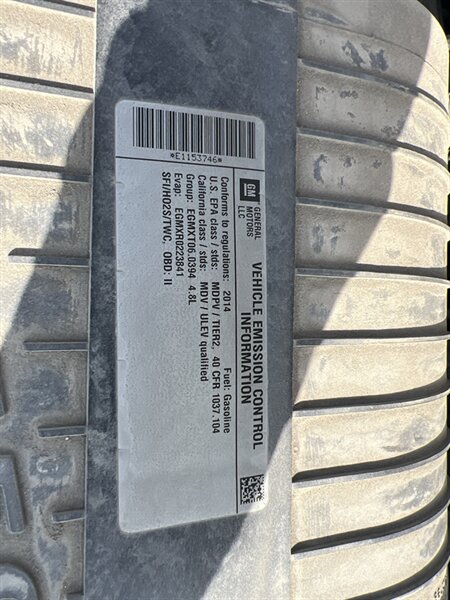 *E1153746*
GM
GENERAL
MOTORS
LLC
VEHICLE EMISSION CONTROL
INFORMATION
Conforms to regulations: 2014 Fuel: Gasoline
U.S. EPA class / stds: MDPV / TIER2, 40 CFR 1037.104
California class / stds: MDV / ULEV qualified
Group: EGMXT06.0394 4.8L
Evap: EGMXR0223841
SFI/HO2S/TWC, OBD: II